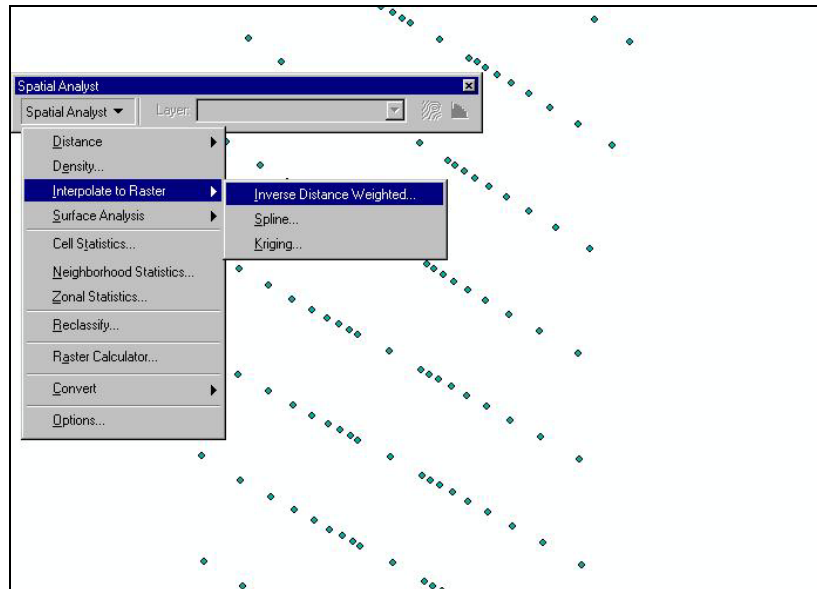 Spatial Analyst
Spatial Analyst
Layer:
Distance
Density...
Interpolate to Raster
Inverse Distance Weighted...
Surface Analysis
Spline...
Cell Statistics...
Kriging...
Neighborhood Statistics...
Zonal Statistics...
Reclassify...
Raster Calculator...
Convert
Options...